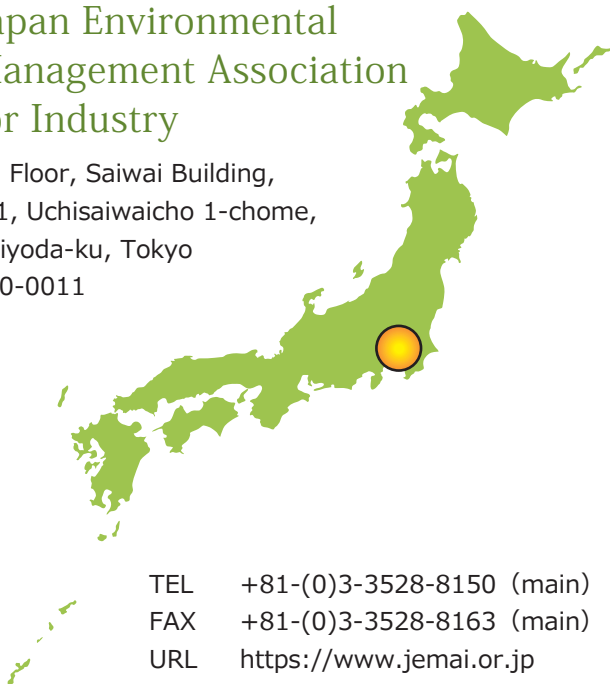 apan Environmental
Management Association
or Industry
Floor, Saiwai Building,
1, Uchisaiwaicho 1-chome,
iyoda-ku, Tokyo
0-0011
TEL +81-(0)3-3528-8150（main）
FAX +81-(0)3-3528-8163（main）
URL https://www.jemai.or.jp